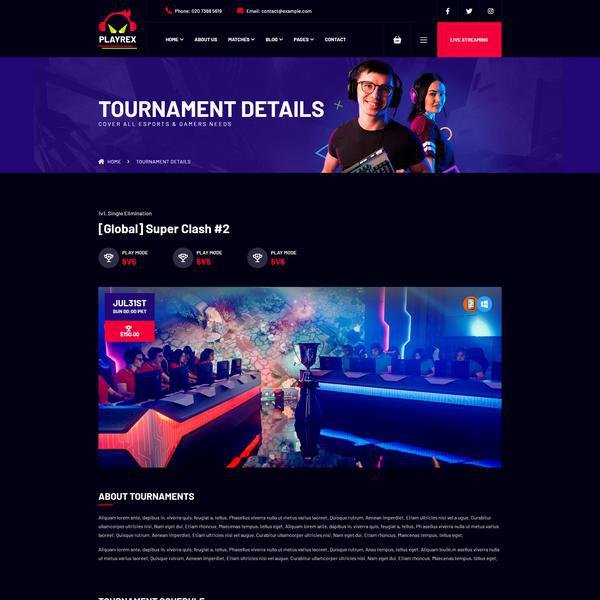 Phone: 020 7388 5619
Email: contact@example.com
PLAYREX
HOME
ABOUT US
MATCHES
BLOG
PAGES
CONTACT
LIVE STREAMING
TOURNAMENT DETAILS
COVER ALL ESPORTS & GAMERS NEEDS
HOME
TOURNAMENT DETAILS
1v1, Single Elimination
[Global] Super Clash #2
PLAY MODE
5V5
PLAY MODE
5V5
PLAY MODE
5V5
JUL31ST
SUN 00:00 PKT
$750.00
ABOUT TOURNAMENTS
Aliquam lorem ante, dapibus in, viverra quis, feugiat a, tellus. Phasellus viverra nulla ut metus varius laoreet. Quisque rutrum. Aenean imperdiet. Etiam ultricies nisi vel a ugue. Curabitur
ullamcorper ultricies nisi. Nam eget dui. Etiam rhoncus. Maecenas tempus, tellus eget. Aliquam lorem ante, dapibus in, viverra quis, feugiat a, tellus. Ph asellus viverra nulla
ut metus varius laoreet. Quisque rutrum. Aenean imperdiet. Etiam ultricies nisi vel augue. Curabitur ullamcorper ultricies nisi. Nam eget dui. Etiam rhoncus. Maecenas tempus, tellus eget.
Aliquam lorem ante, dapibus in, viverra quis, feugiat a, tellus. Phasellus viverra nulla ut metus varius laoreet. Quisque rutrum. Anas tempus, tellus eget. Aliquam loule,m asellus viverra nulla
ut metus varius laoreet. Quisque rutrum. Aenean imperdiet. Etiam ultricies nisi vel augue. Curabitur ullamcorper ultricies nisi. Nam eget dui. Etiam rhoncus. Maecenas tempus, tellus eget.
TOURNAMENT SCHEDULE